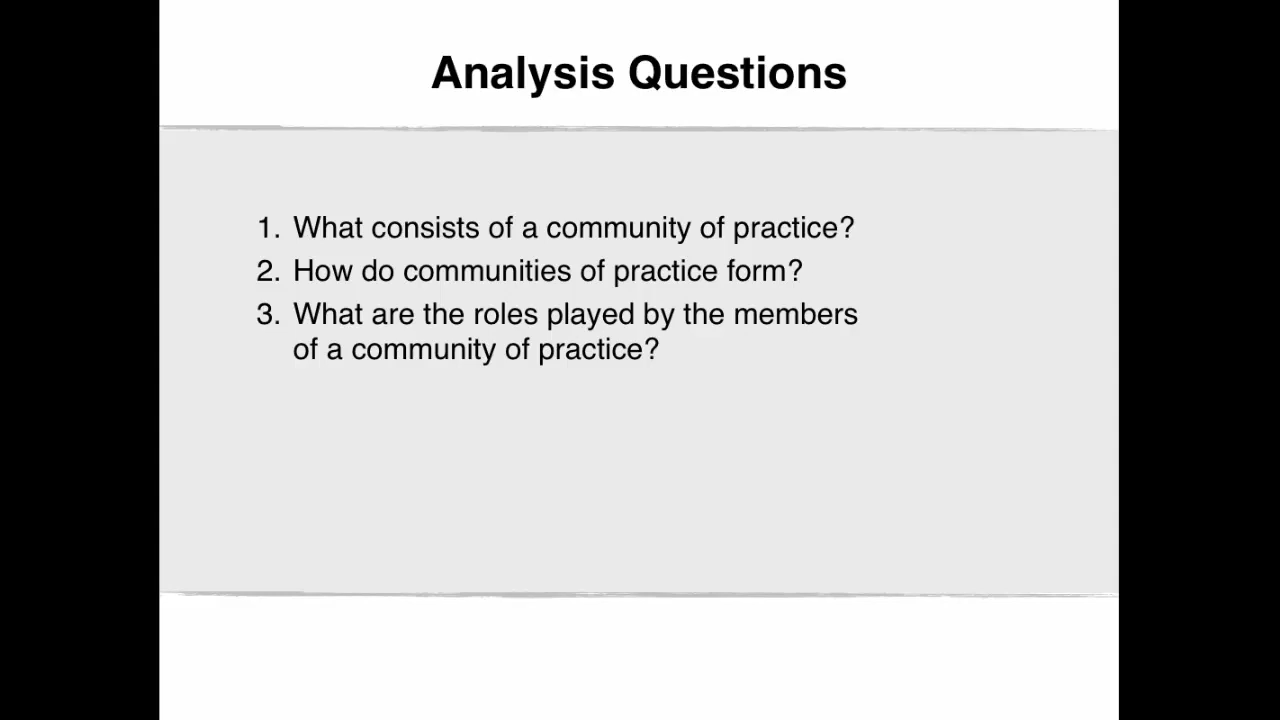 Analysis Questions
1. What consists of a community of practice?
2. How do communities of practice form?
3. What are the roles played by the members
of a community of practice?